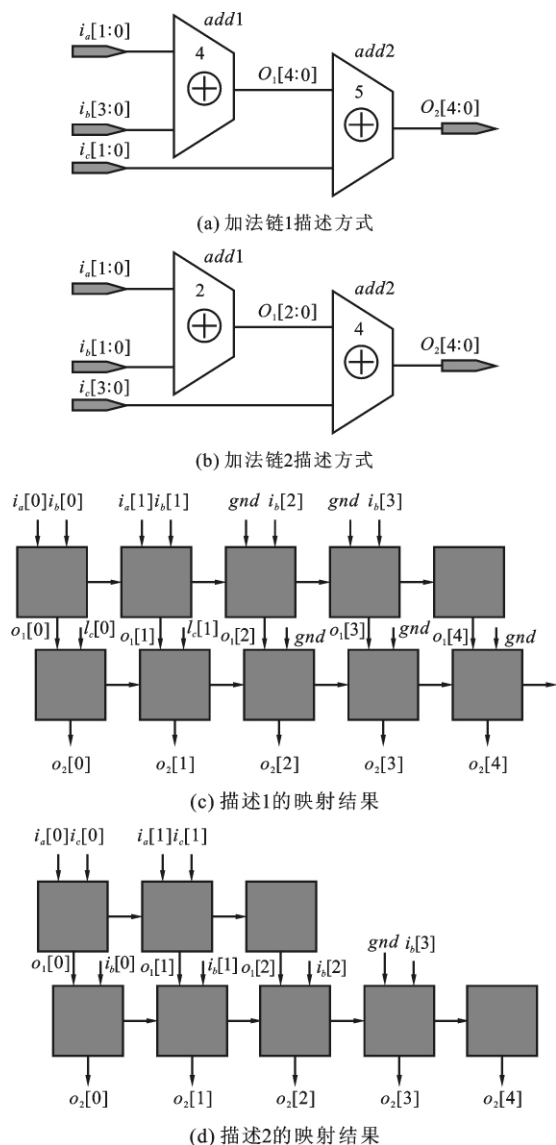 add1
i_a[1:0]
4
add2
O_1[4:0]
5
O_2[4:0]
i_b[3:0]
i_c[1:0]
(a) 加法链1描述方式
add1
i_a[1:0]
2
add2
O_1[2:0]
4
O_2[4:0]
i_b[1:0]
i_c[3:0]
(b) 加法链2描述方式
i_a[0]i_b[0] i_a[1]i_b[1] gnd i_b[2] gnd i_b[3]
o_1[0] l_c[0] o_1[1] l_c[1] o_1[2] gnd o_1[3] gnd o_1[4] gnd
o_2[0] o_2[1] o_2[2] o_2[3] o_2[4]
(c) 描述1的映射结果
i_a[0]i_c[0] i_a[1]i_c[1]
o_1[0] i_b[0] o_1[1] i_b[1] o_1[2] i_b[2] gnd i_b[3]
o_2[0] o_2[1] o_2[2] o_2[3] o_2[4]
(d) 描述2的映射结果